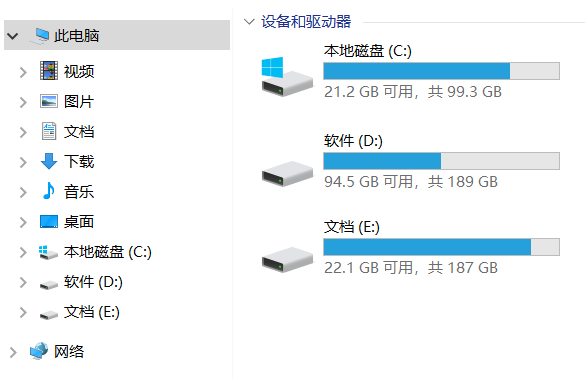 此电脑
视频
图片
文档
下载
音乐
桌面
本地磁盘 (C:)
软件 (D:)
文档 (E:)
网络
设备和驱动器
本地磁盘 (C:)
21.2 GB 可用，共 99.3 GB
软件 (D:)
94.5 GB 可用，共 189 GB
文档 (E:)
22.1 GB 可用，共 187 GB